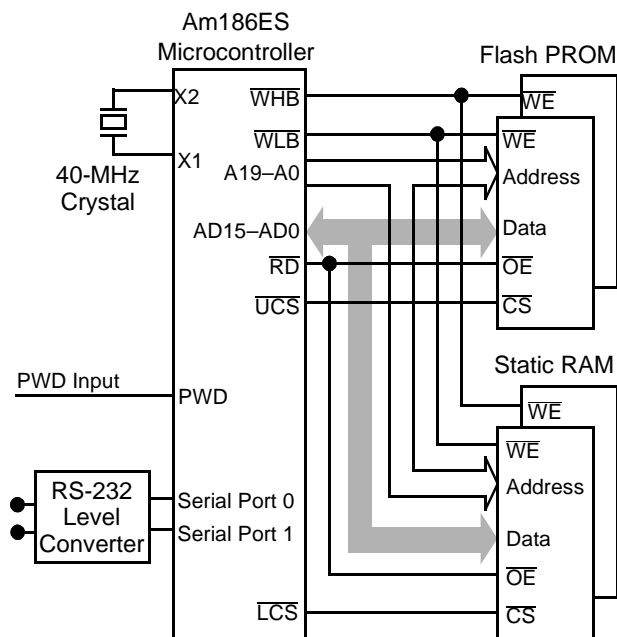 Am186ES
Microcontroller
Flash PROM
X2
X1
40-MHz
Crystal
WHB
WLB
A19–A0
AD15–AD0
RD
UCS
WE
WE
Address
Data
OE
CS
Static RAM
PWD Input
PWD
WE
WE
Address
Data
OE
CS
RS-232
Level
Converter
Serial Port 0
Serial Port 1
LCS